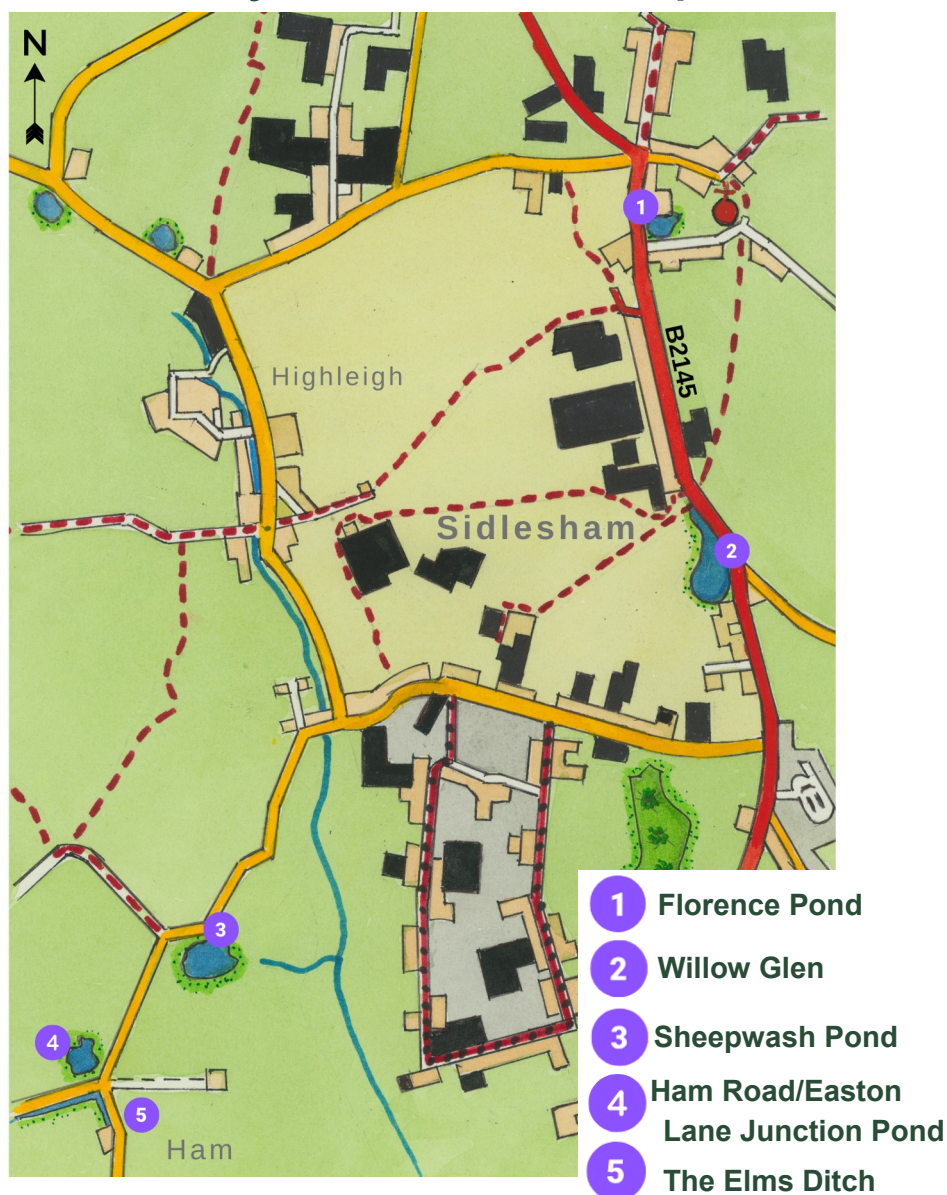 N
1
B2145
Highleigh
Sidlesham
2
3
4
5
Ham
1 Florence Pond
2 Willow Glen
3 Sheepwash Pond
4 Ham Road/Easton
Lane Junction Pond
5 The Elms Ditch